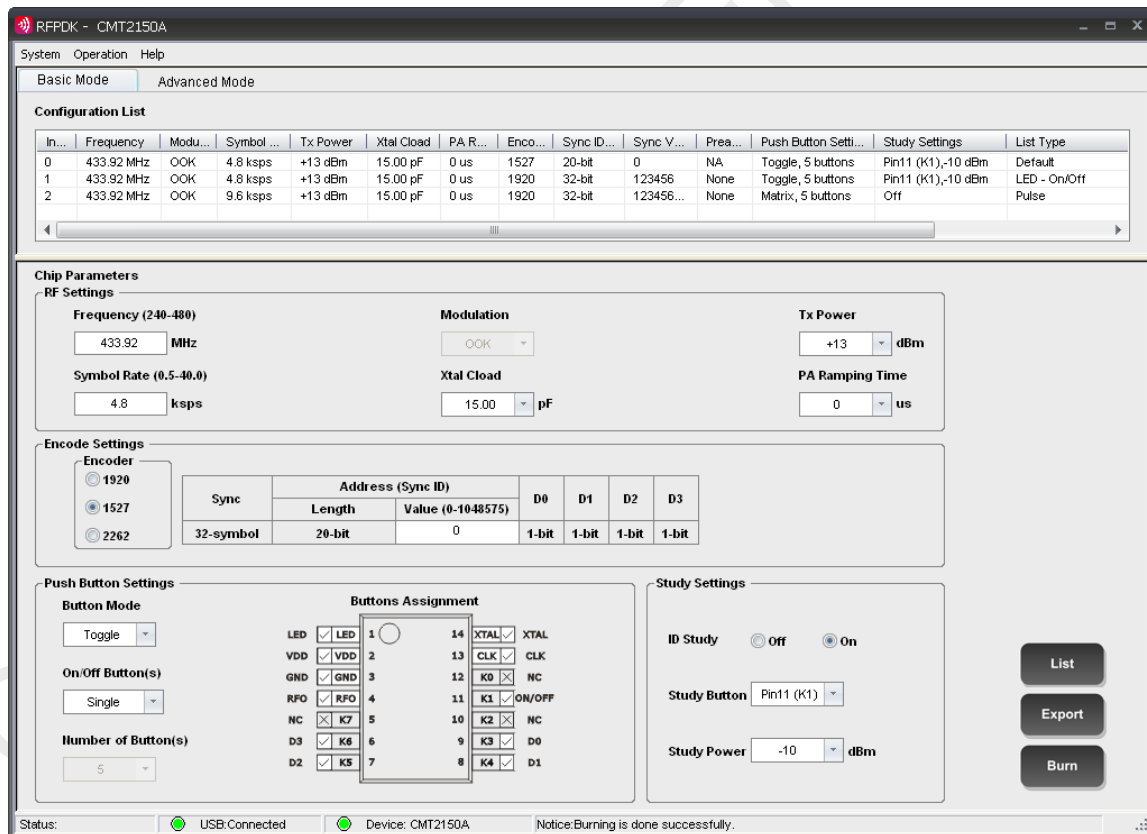 RFPDK - CMT2150A
System Operation Help
Basic Mode Advanced Mode
Configuration List
In... Frequency Modu... Symbol ... Tx Power Xtal Cload PA R... Enco... Sync ID... Sync V... Prea... Push Button Setti... Study Settings List Type
0 433.92 MHz OOK 4.8 ksps +13 dBm 15.00 pF 0 us 1527 20-bit 0 NA Toggle, 5 buttons Pin11 (K1),-10 dBm Default
1 433.92 MHz OOK 4.8 ksps +13 dBm 15.00 pF 0 us 1920 32-bit 123456 None Toggle, 5 buttons Pin11 (K1),-10 dBm LED - On/Off
2 433.92 MHz OOK 9.6 ksps +13 dBm 15.00 pF 0 us 1920 32-bit 123456... None Matrix, 5 buttons Off Pulse
Chip Parameters
RF Settings
Frequency (240-480) Modulation Tx Power
433.92 MHz OOK +13 dBm
Symbol Rate (0.5-40.0) Xtal Cload PA Ramping Time
4.8 ksps 15.00 pF 0 us
Encode Settings
Encoder
1920
1527
2262
Sync Address (Sync ID) D0 D1 D2 D3
Length Value (0-1048575)
32-symbol 20-bit 0 1-bit 1-bit 1-bit 1-bit
Push Button Settings
Button Mode
Toggle
On/Off Button(s)
Single
Number of Button(s)
5
Buttons Assignment
LED LED 1 14 XTAL XTAL
VDD VDD 2 13 CLK CLK
GND GND 3 12 K0 NC
RFO RFO 4 11 K1 ON/OFF
NC K7 5 10 K2 NC
D3 K6 6 9 K3 D0
D2 K5 7 8 K4 D1
Study Settings
ID Study Off On
Study Button Pin11 (K1)
Study Power -10 dBm
List
Export
Burn
Status: USB:Connected Device: CMT2150A Notice:Burning is done successfully.